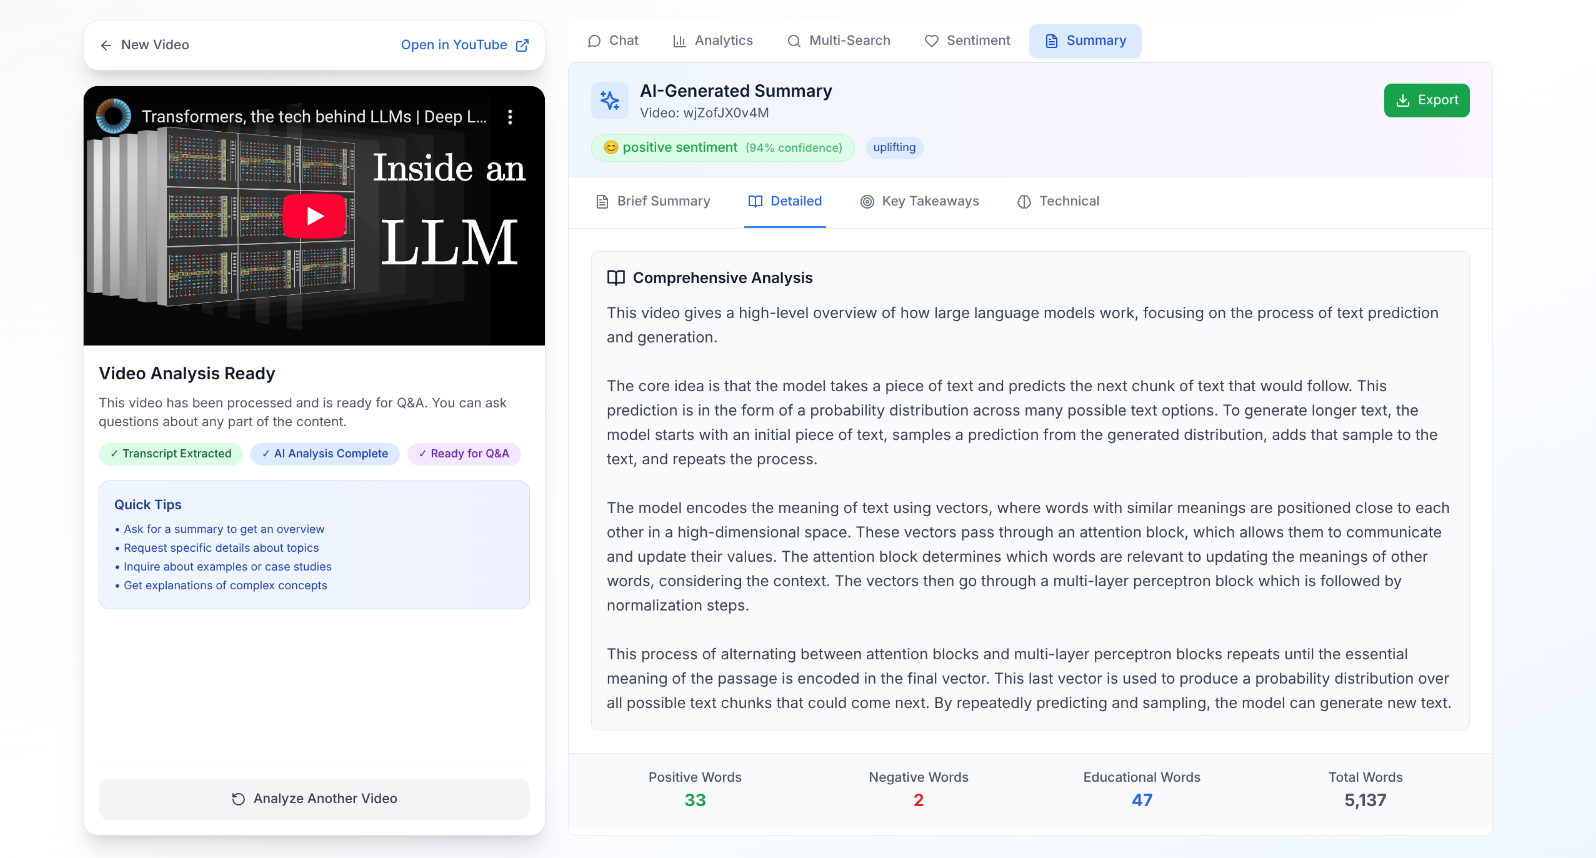 New Video
Open in YouTube
Transformers, the tech behind LLMs | Deep L...
Inside an
LLM
Video Analysis Ready
This video has been processed and is ready for Q&A. You can ask
questions about any part of the content.
✓ Transcript Extracted
✓ AI Analysis Complete
✓ Ready for Q&A
Quick Tips
• Ask for a summary to get an overview
• Request specific details about topics
• Inquire about examples or case studies
• Get explanations of complex concepts
Analyze Another Video
Chat
Analytics
Multi-Search
Sentiment
Summary
AI-Generated Summary
Video: wjZofJX0v4M
Export
😊 positive sentiment (94% confidence)
uplifting
Brief Summary
Detailed
Key Takeaways
Technical
Comprehensive Analysis
This video gives a high-level overview of how large language models work, focusing on the process of text prediction
and generation.
The core idea is that the model takes a piece of text and predicts the next chunk of text that would follow. This
prediction is in the form of a probability distribution across many possible text options. To generate longer text, the
model starts with an initial piece of text, samples a prediction from the generated distribution, adds that sample to the
text, and repeats the process.
The model encodes the meaning of text using vectors, where words with similar meanings are positioned close to each
other in a high-dimensional space. These vectors pass through an attention block, which allows them to communicate
and update their values. The attention block determines which words are relevant to updating the meanings of other
words, considering the context. The vectors then go through a multi-layer perceptron block which is followed by
normalization steps.
This process of alternating between attention blocks and multi-layer perceptron blocks repeats until the essential
meaning of the passage is encoded in the final vector. This last vector is used to produce a probability distribution over
all possible text chunks that could come next. By repeatedly predicting and sampling, the model can generate new text.
Positive Words
33
Negative Words
2
Educational Words
47
Total Words
5,137